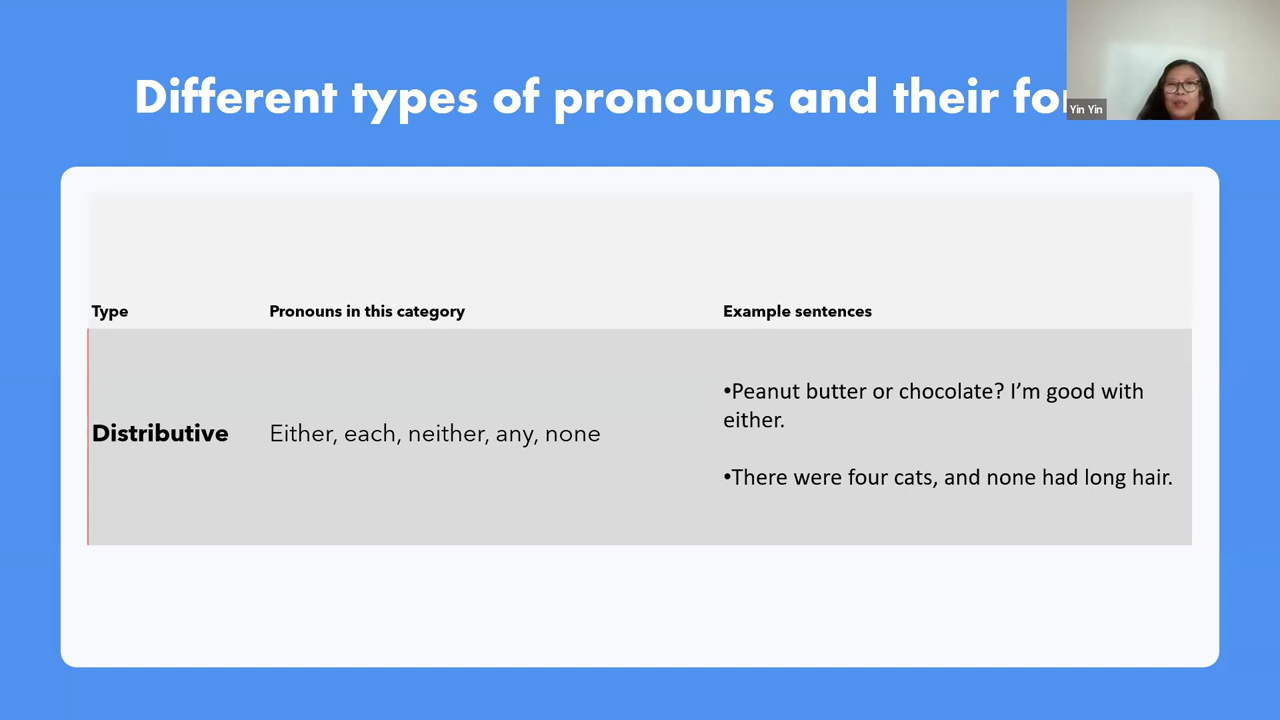 Different types of pronouns and their for
Yin Yin
Type Pronouns in this category Example sentences
Distributive Either, each, neither, any, none
•Peanut butter or chocolate? I’m good with
either.
•There were four cats, and none had long hair.